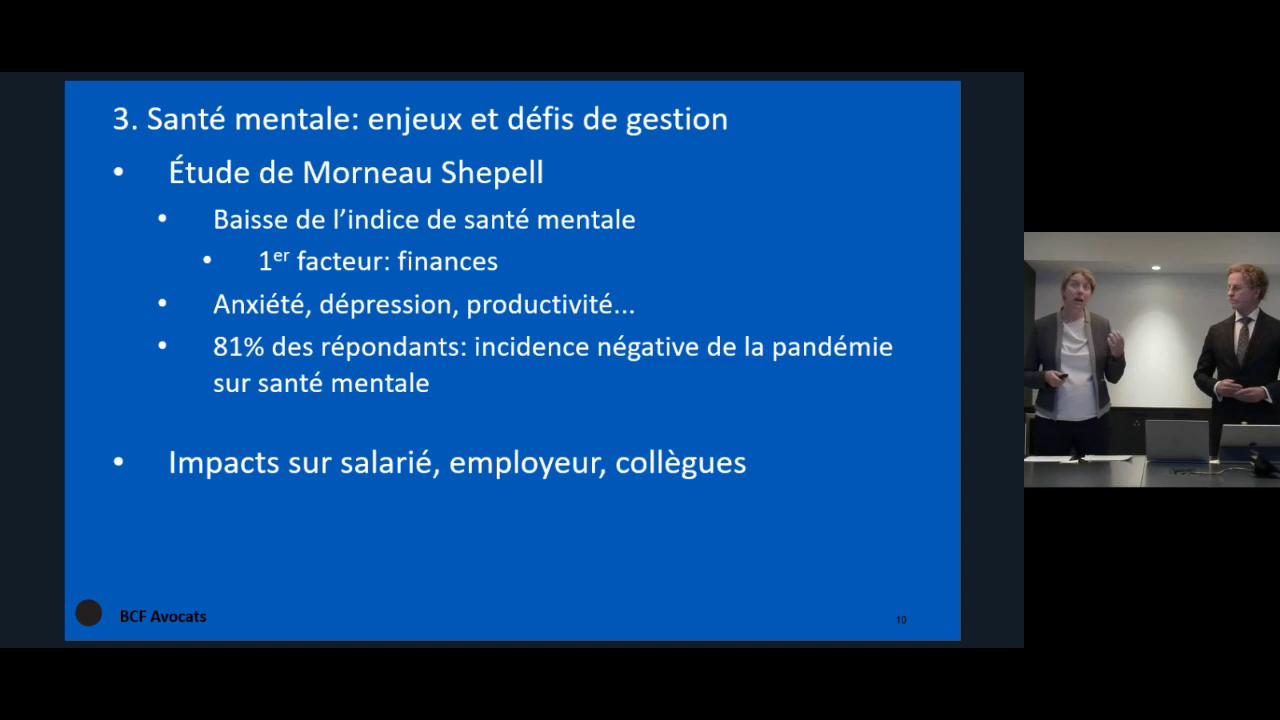 3. Santé mentale: enjeux et défis de gestion
• Étude de Morneau Shepell
• Baisse de l’indice de santé mentale
• 1er facteur: finances
• Anxiété, dépression, productivité...
• 81% des répondants: incidence négative de la pandémie
sur santé mentale
• Impacts sur salarié, employeur, collègues
BCF Avocats
10